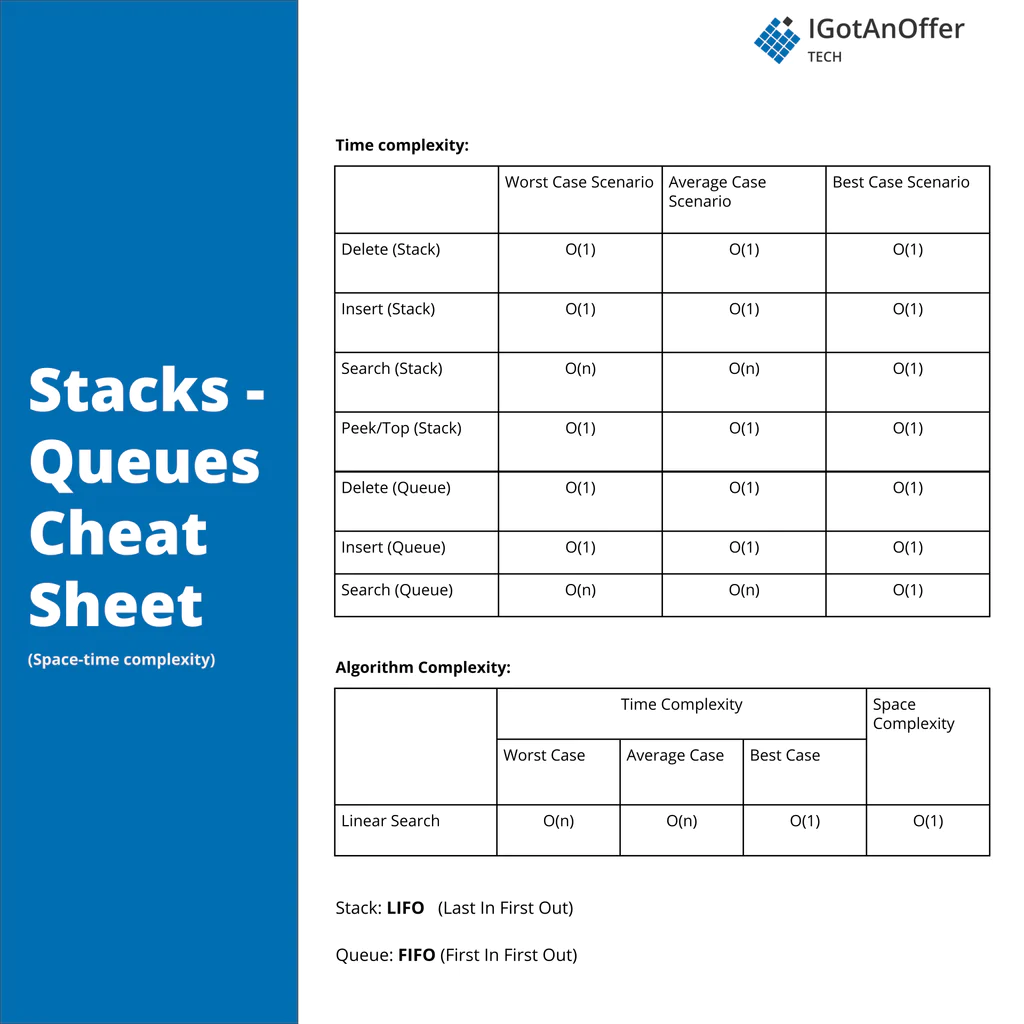 IGotAnOffer
TECH
Stacks -
Queues
Cheat
Sheet
(Space-time complexity)
Time complexity:
Worst Case Scenario Average Case Scenario Best Case Scenario
Delete (Stack) O(1) O(1) O(1)
Insert (Stack) O(1) O(1) O(1)
Search (Stack) O(n) O(n) O(1)
Peek/Top (Stack) O(1) O(1) O(1)
Delete (Queue) O(1) O(1) O(1)
Insert (Queue) O(1) O(1) O(1)
Search (Queue) O(n) O(n) O(1)
Algorithm Complexity:
Time Complexity Space Complexity
Worst Case Average Case Best Case
Linear Search O(n) O(n) O(1) O(1)
Stack: LIFO (Last In First Out)
Queue: FIFO (First In First Out)